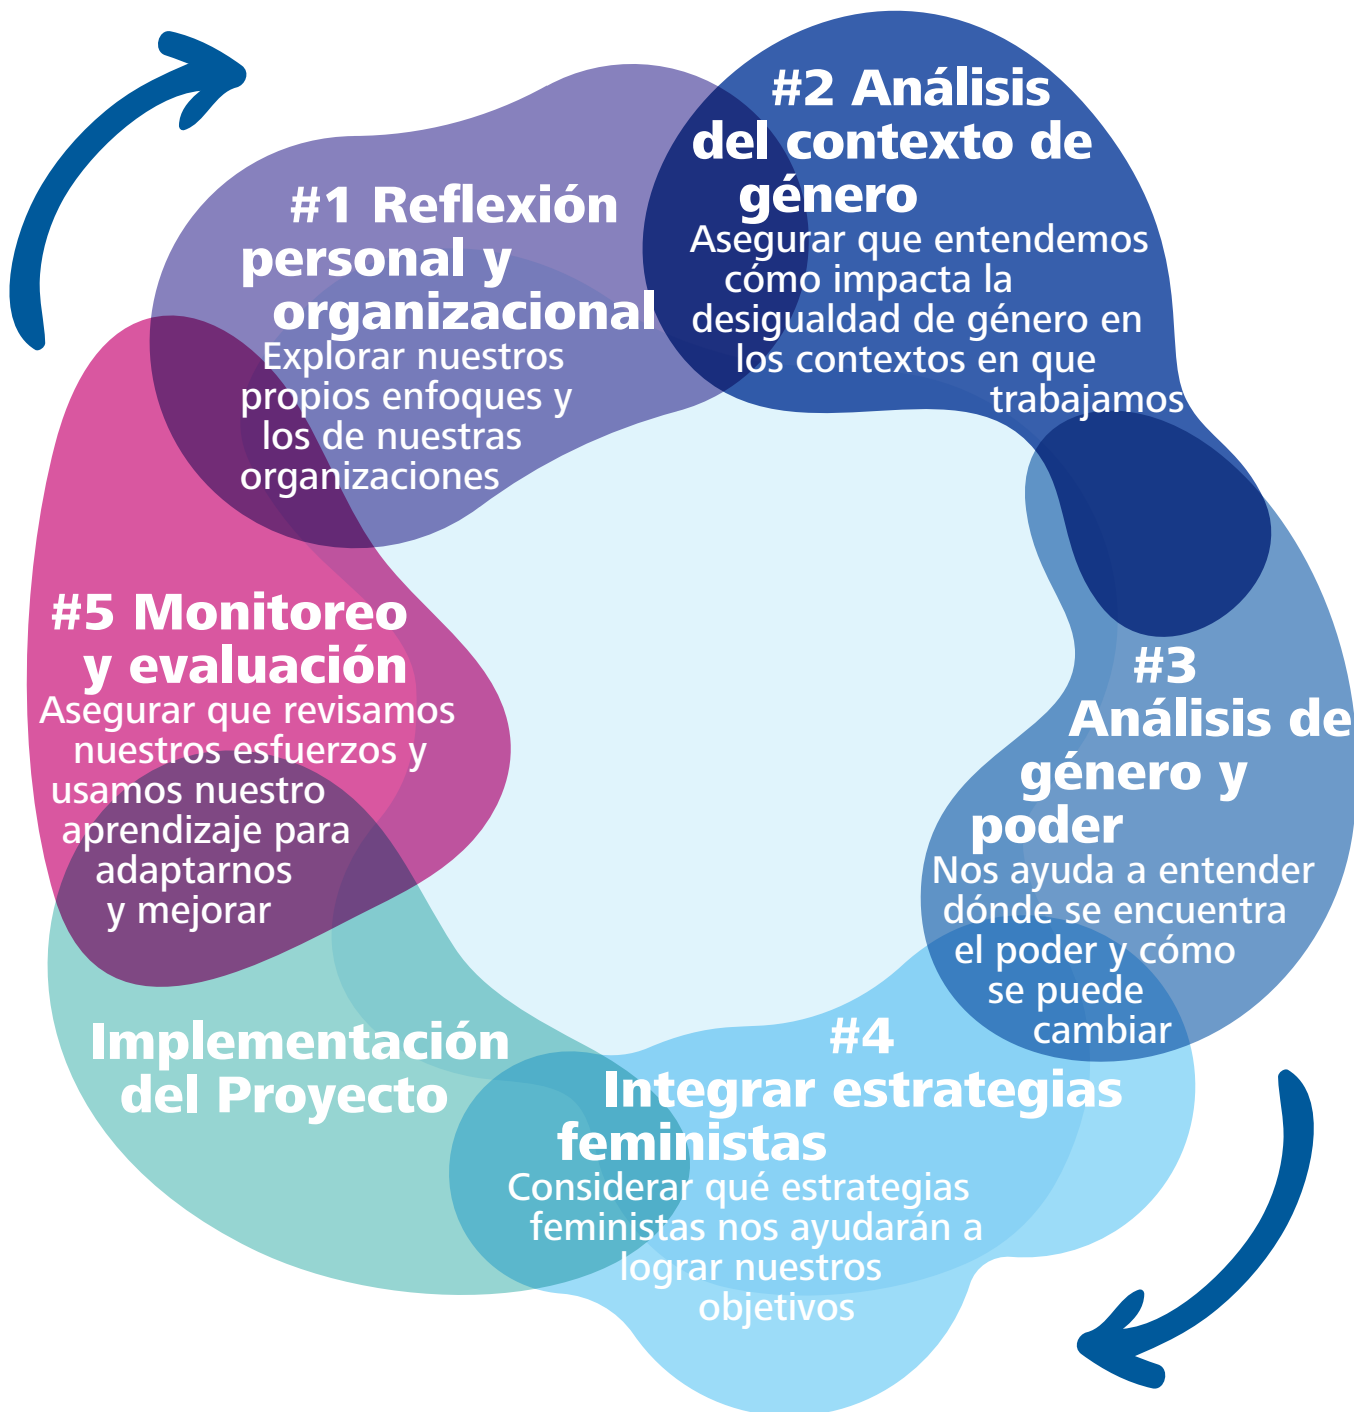 #1 Reflexión
personal y
organizacional
Explorar nuestros
propios enfoques y
los de nuestras
organizaciones
#2 Análisis
del contexto de
género
Asegurar que entendemos
cómo impacta la
desigualdad de género en
los contextos en que
trabajamos
#3
Análisis de
género y
poder
Nos ayuda a entender
dónde se encuentra
el poder y cómo
se puede
cambiar
#4
Integrar estrategias
feministas
Considerar qué estrategias
feministas nos ayudarán a
lograr nuestros
objetivos
Implementación
del Proyecto
#5 Monitoreo
y evaluación
Asegurar que revisamos
nuestros esfuerzos y
usamos nuestro
aprendizaje para
adaptarnos
y mejorar